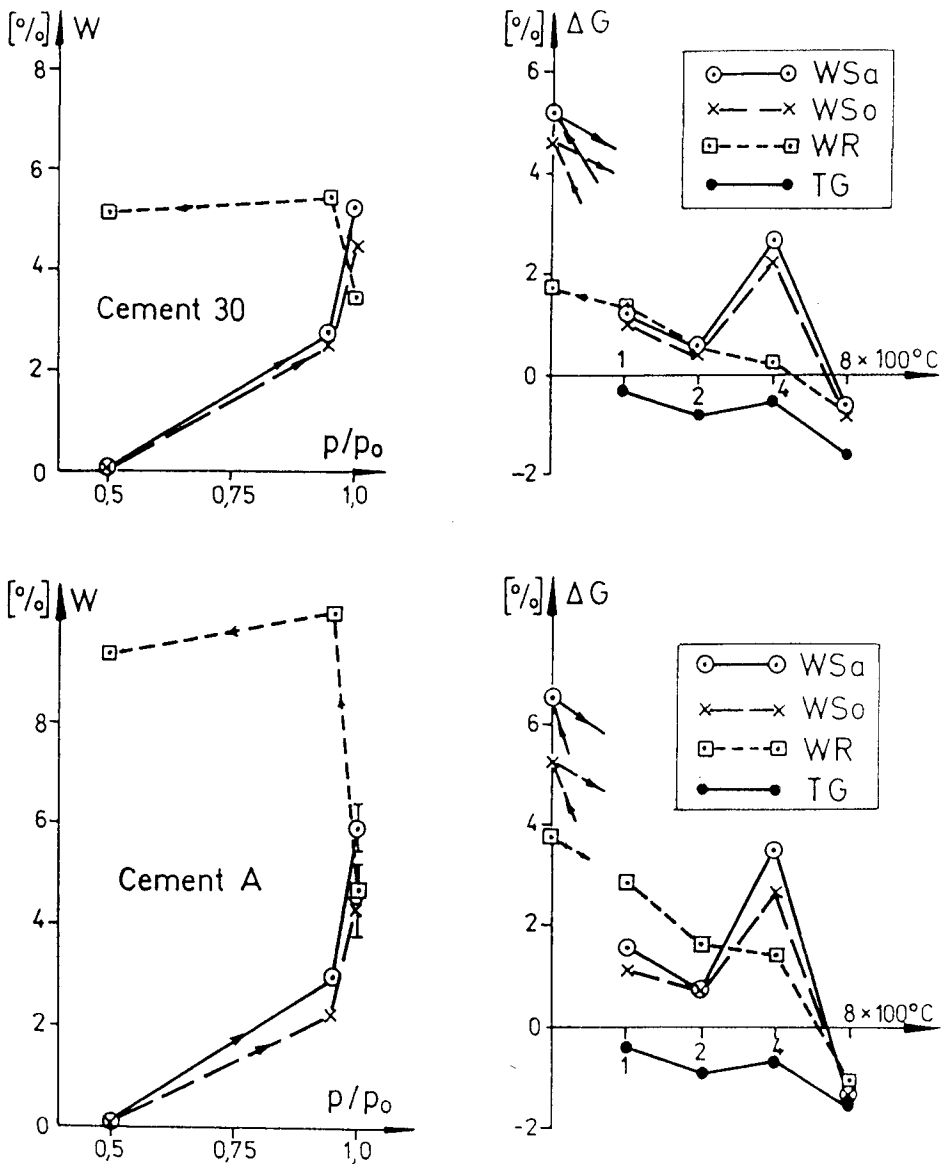 [%] W
8
6
4
2
0
Cement 30
p/po
0,5 0,75 1,0
[%] ΔG
6
4
2
0
-2
1 2 4 8 × 100°C
WSa
WSo
WR
TG
[%] W
8
6
4
2
0
Cement A
p/po
0,5 0,75 1,0
[%] ΔG
6
4
2
0
-2
1 2 4 8 × 100°C
WSa
WSo
WR
TG